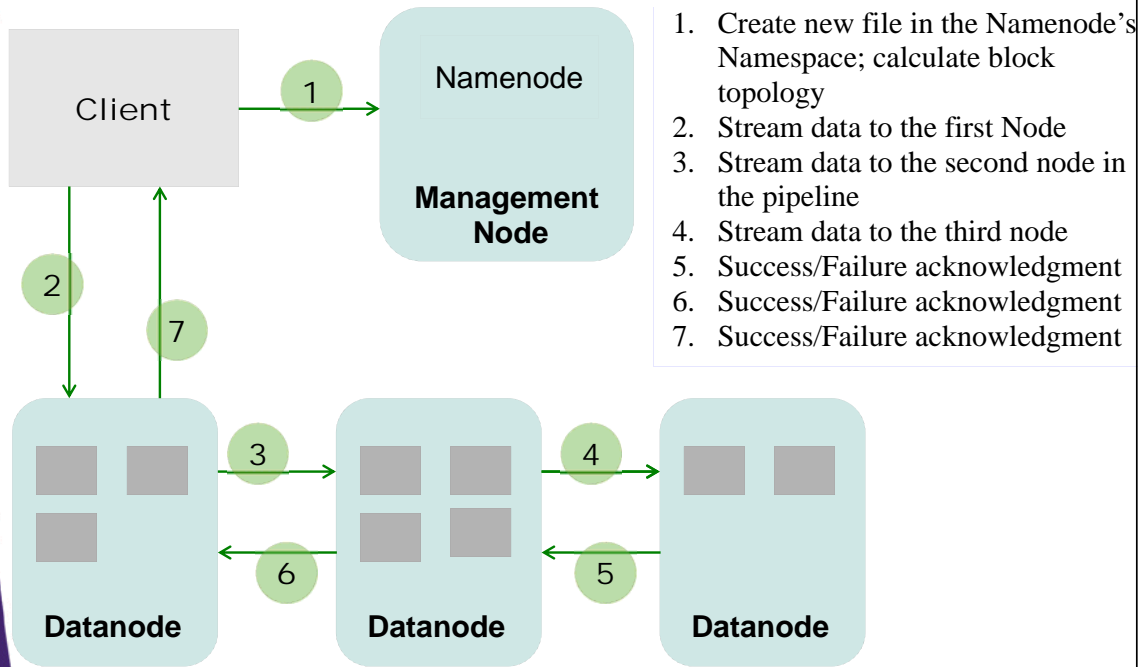 Client
1
Namenode
Management
Node
2
7
3
4
6
5
Datanode
Datanode
Datanode
1. Create new file in the Namenode’s
Namespace; calculate block
topology
2. Stream data to the first Node
3. Stream data to the second node in
the pipeline
4. Stream data to the third node
5. Success/Failure acknowledgment
6. Success/Failure acknowledgment
7. Success/Failure acknowledgment